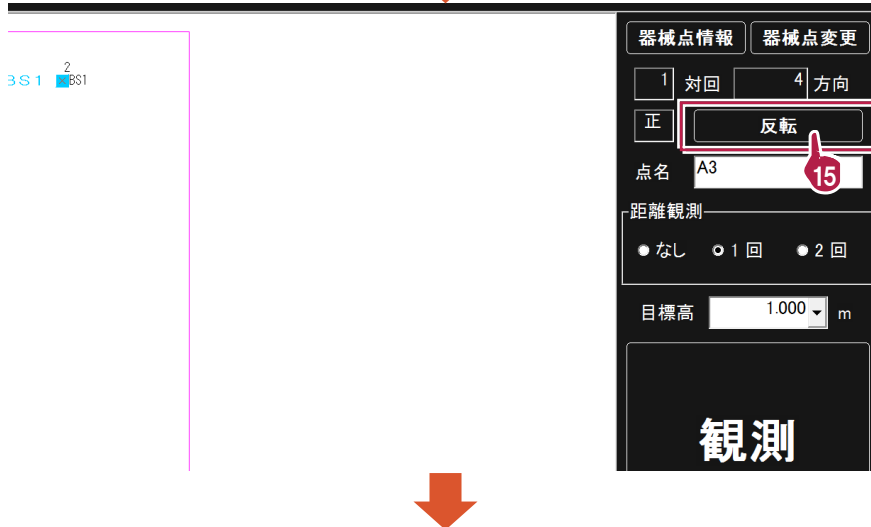 器械点情報 器械点変更
2
BS1 BS1
1 対回 4 方向
正 反転
15
点名 A3
距離観測
なし 1 回 2 回
目標高 1.000 m
観測